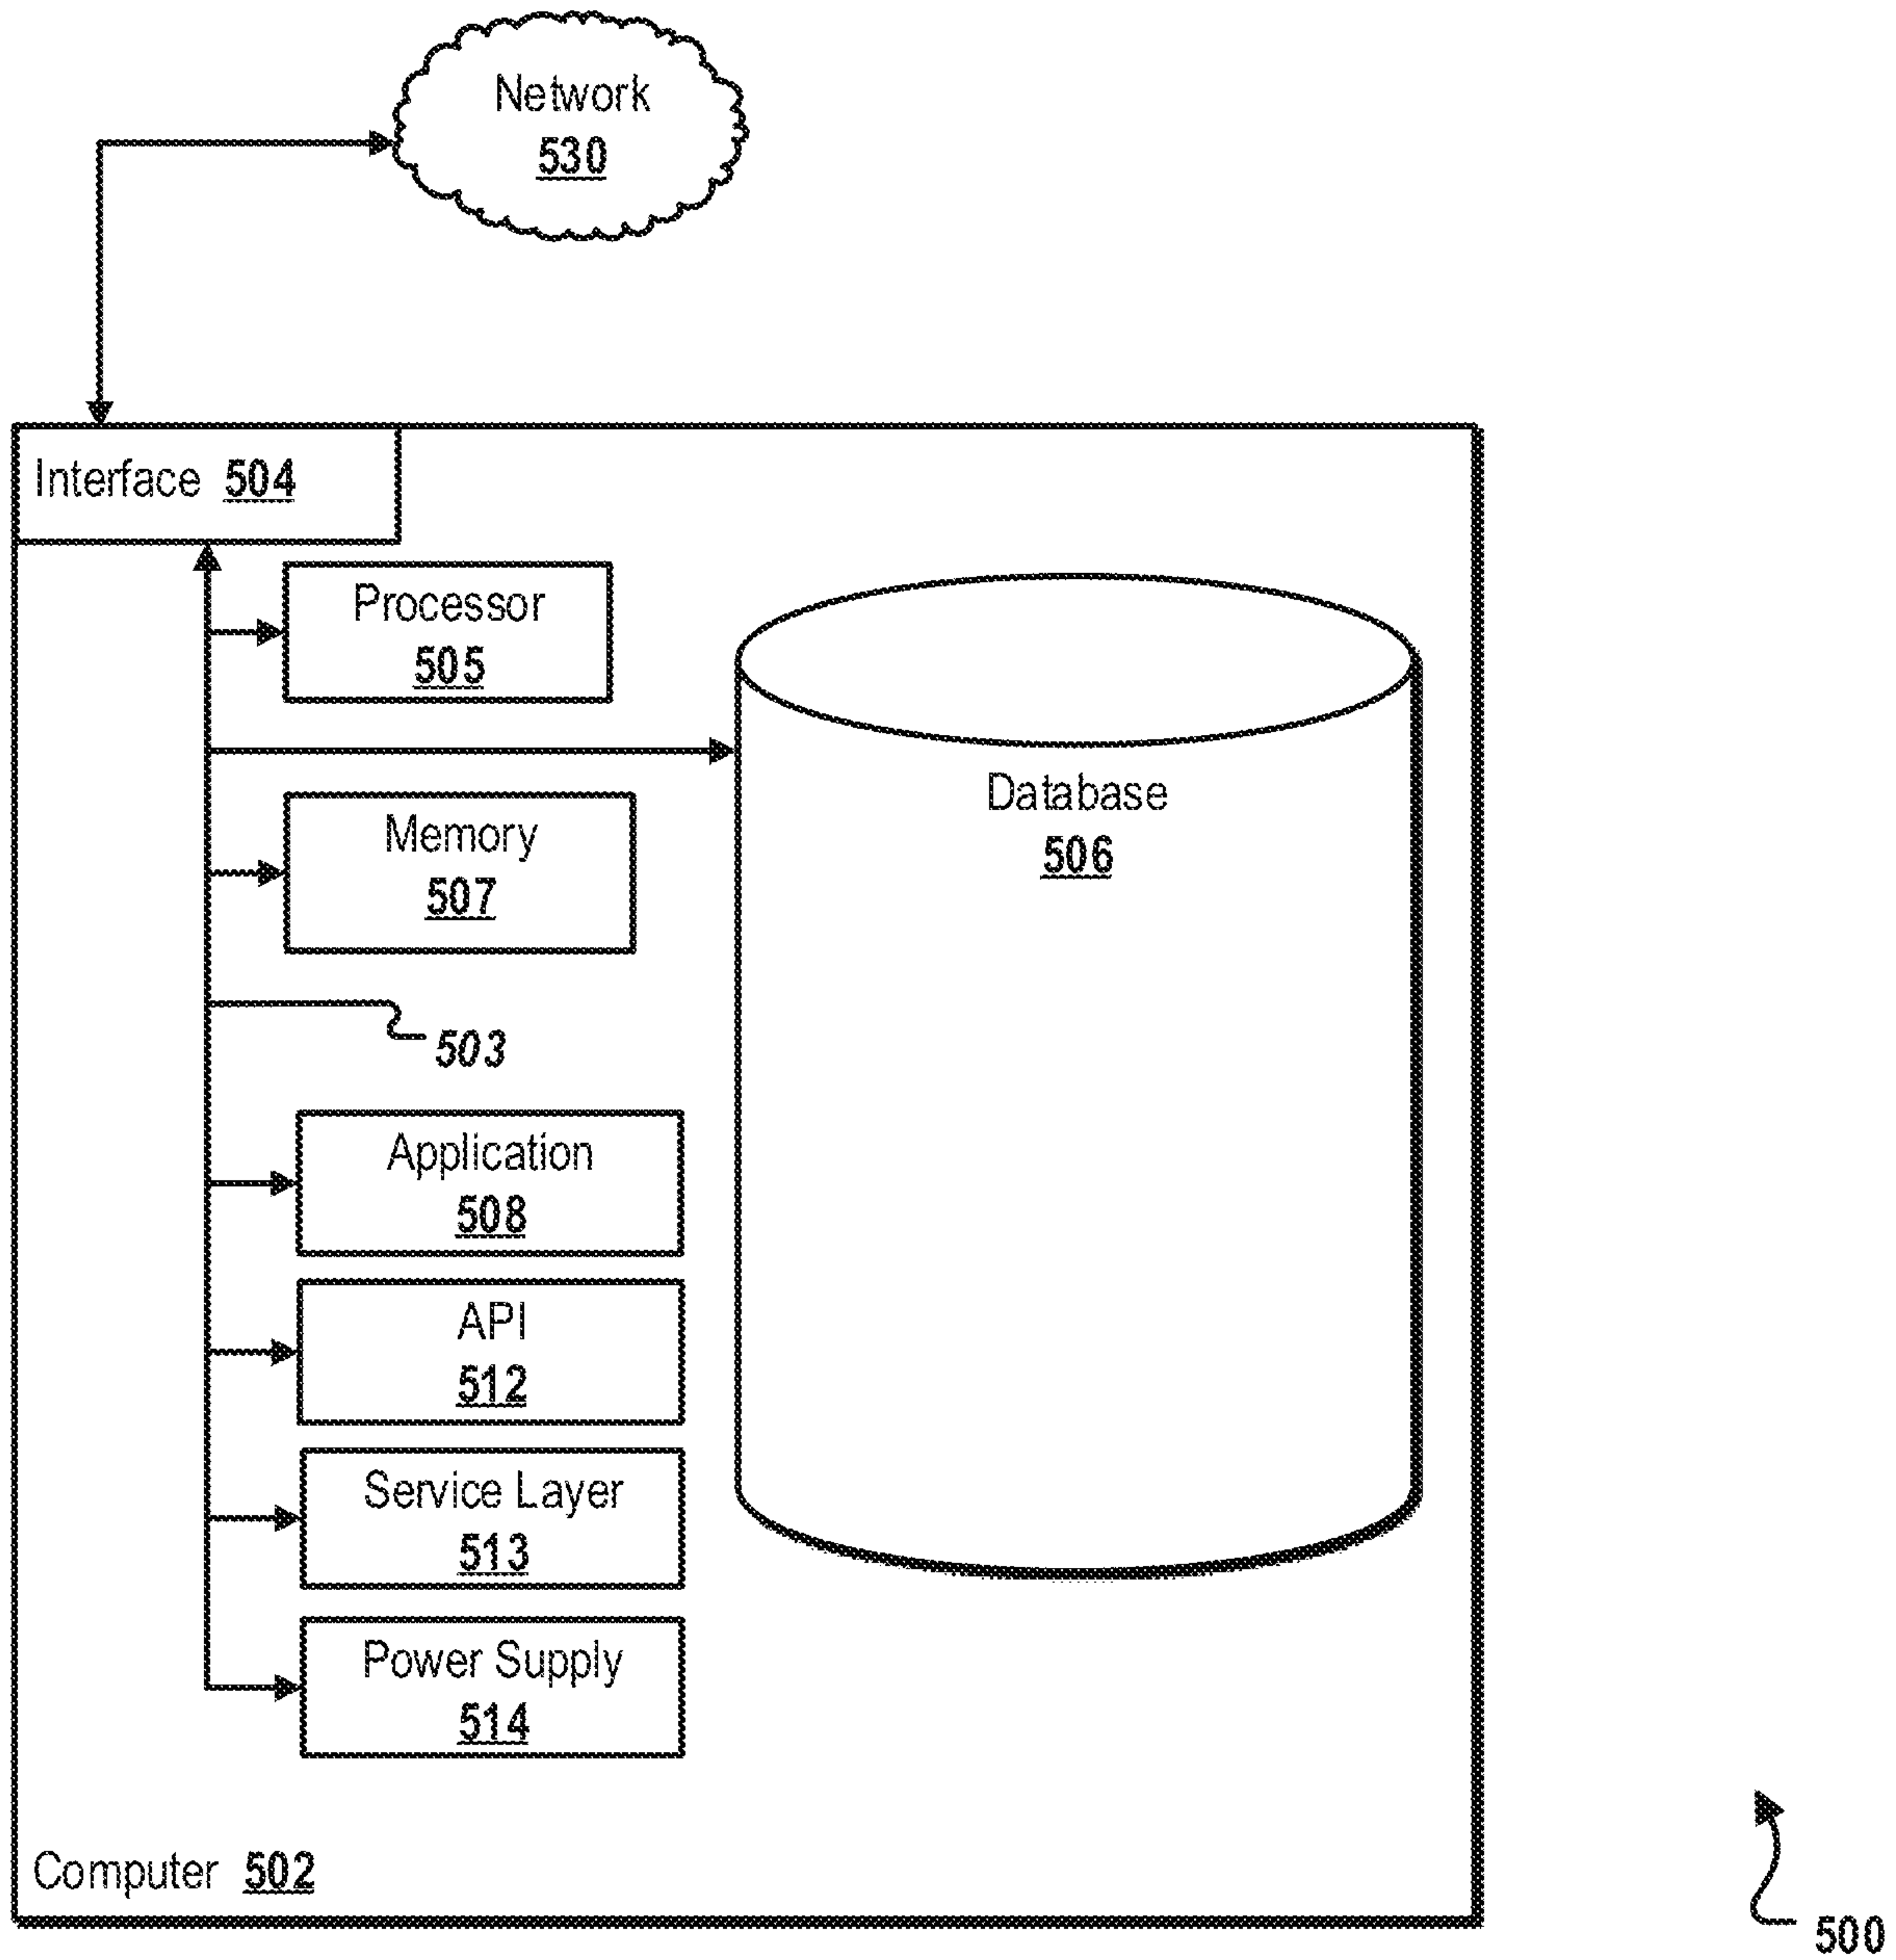 Network
530
Interface 504
Processor
505
Database
506
Memory
507
503
Application
508
API
512
Service Layer
513
Power Supply
514
Computer 502
500